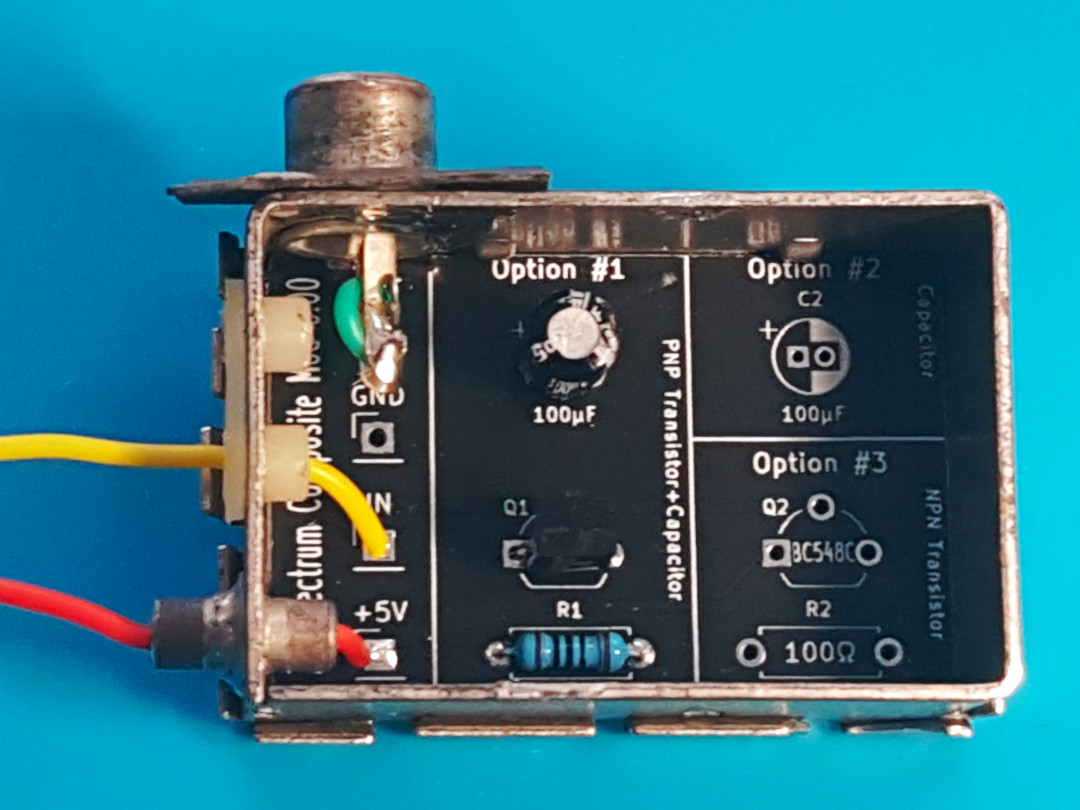 Option #1
+
100µF
PNP Transistor+Capacitor
Q1
R1
Option #2
C2
+
100µF
Capacitor
Option #3
Q2
BC548C
R2
100Ω
NPN Transistor
GND
IN
+5V